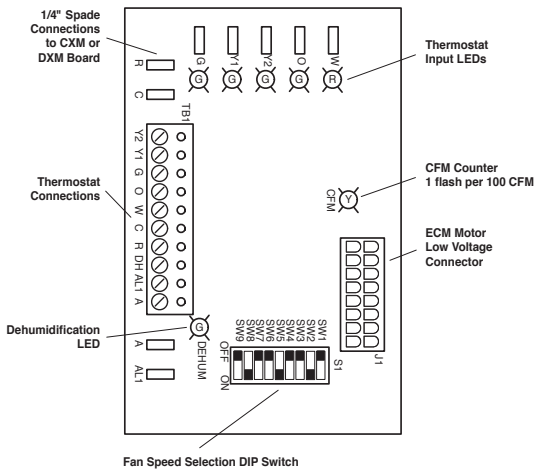 1/4" Spade
Connections
to CXM or
DXM Board
R
C
G
Y1
Y2
O
W
G
G
G
G
R
Thermostat
Input LEDs
TB1
Y2
Y1
G
O
W
C
R
DH
AL1
A
Thermostat
Connections
CFM
Y
CFM Counter
1 flash per 100 CFM
ECM Motor
Low Voltage
Connector
J1
Dehumidification
LED
G
DEHUM
A
AL1
SW9
SW8
SW7
SW6
SW5
SW4
SW3
SW2
SW1
OFF
ON
S1
Fan Speed Selection DIP Switch